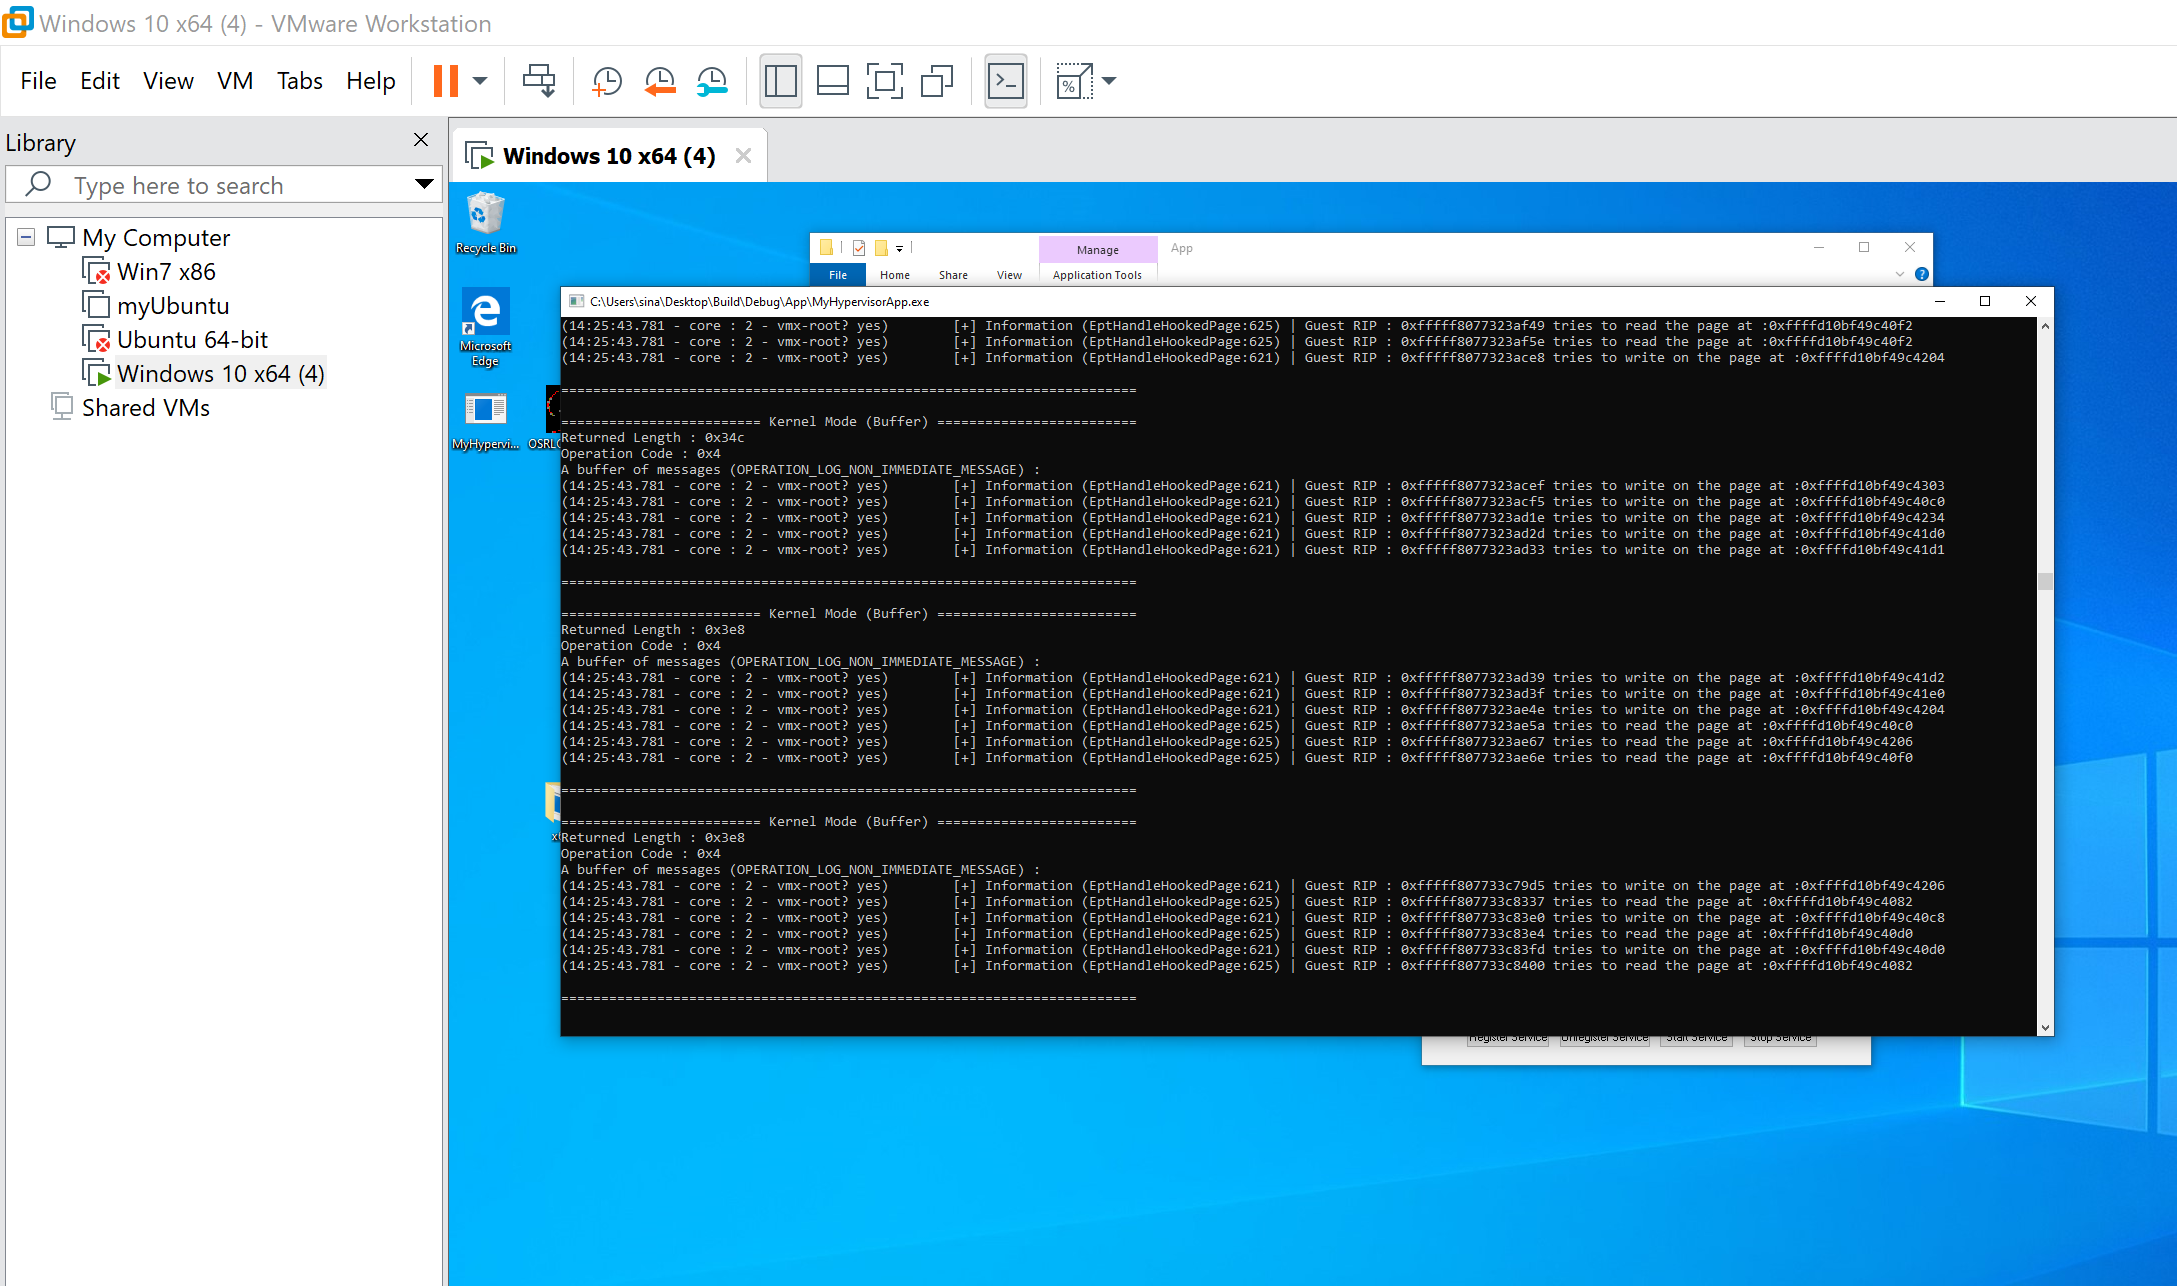 Windows 10 x64 (4) - VMware Workstation
File Edit View VM Tabs Help
Library
Type here to search
My Computer
Win7 x86
myUbuntu
Ubuntu 64-bit
Windows 10 x64 (4)
Shared VMs
Windows 10 x64 (4)
Recycle Bin
Microsoft
Edge
MyHypervi...
Manage App
File Home Share View Application Tools
C:\Users\sina\Desktop\Build\Debug\App\MyHypervisorApp.exe
(14:25:43.781 - core : 2 - vmx-root? yes) [+] Information (EptHandleHookedPage:625) | Guest RIP : 0xfffff8077323af49 tries to read the page at :0xffffd10bf49c40f2
(14:25:43.781 - core : 2 - vmx-root? yes) [+] Information (EptHandleHookedPage:625) | Guest RIP : 0xfffff8077323af5e tries to read the page at :0xffffd10bf49c40f2
(14:25:43.781 - core : 2 - vmx-root? yes) [+] Information (EptHandleHookedPage:621) | Guest RIP : 0xfffff8077323ace8 tries to write on the page at :0xffffd10bf49c4204
========================================================================
========================= Kernel Mode (Buffer) =========================
Returned Length : 0x34c
Operation Code : 0x4
A buffer of messages (OPERATION_LOG_NON_IMMEDIATE_MESSAGE) :
(14:25:43.781 - core : 2 - vmx-root? yes) [+] Information (EptHandleHookedPage:621) | Guest RIP : 0xfffff8077323acef tries to write on the page at :0xffffd10bf49c4303
(14:25:43.781 - core : 2 - vmx-root? yes) [+] Information (EptHandleHookedPage:621) | Guest RIP : 0xfffff8077323acf5 tries to write on the page at :0xffffd10bf49c40c0
(14:25:43.781 - core : 2 - vmx-root? yes) [+] Information (EptHandleHookedPage:621) | Guest RIP : 0xfffff8077323ad1e tries to write on the page at :0xffffd10bf49c4234
(14:25:43.781 - core : 2 - vmx-root? yes) [+] Information (EptHandleHookedPage:621) | Guest RIP : 0xfffff8077323ad2d tries to write on the page at :0xffffd10bf49c41d0
(14:25:43.781 - core : 2 - vmx-root? yes) [+] Information (EptHandleHookedPage:621) | Guest RIP : 0xfffff8077323ad33 tries to write on the page at :0xffffd10bf49c41d1
========================================================================
========================= Kernel Mode (Buffer) =========================
Returned Length : 0x3e8
Operation Code : 0x4
A buffer of messages (OPERATION_LOG_NON_IMMEDIATE_MESSAGE) :
(14:25:43.781 - core : 2 - vmx-root? yes) [+] Information (EptHandleHookedPage:621) | Guest RIP : 0xfffff8077323ad39 tries to write on the page at :0xffffd10bf49c41d2
(14:25:43.781 - core : 2 - vmx-root? yes) [+] Information (EptHandleHookedPage:621) | Guest RIP : 0xfffff8077323ad3f tries to write on the page at :0xffffd10bf49c41e0
(14:25:43.781 - core : 2 - vmx-root? yes) [+] Information (EptHandleHookedPage:621) | Guest RIP : 0xfffff8077323ae4e tries to write on the page at :0xffffd10bf49c4204
(14:25:43.781 - core : 2 - vmx-root? yes) [+] Information (EptHandleHookedPage:625) | Guest RIP : 0xfffff8077323ae5a tries to read the page at :0xffffd10bf49c40c0
(14:25:43.781 - core : 2 - vmx-root? yes) [+] Information (EptHandleHookedPage:625) | Guest RIP : 0xfffff8077323ae67 tries to read the page at :0xffffd10bf49c4206
(14:25:43.781 - core : 2 - vmx-root? yes) [+] Information (EptHandleHookedPage:625) | Guest RIP : 0xfffff8077323ae6e tries to read the page at :0xffffd10bf49c40f0
========================================================================
========================= Kernel Mode (Buffer) =========================
Returned Length : 0x3e8
Operation Code : 0x4
A buffer of messages (OPERATION_LOG_NON_IMMEDIATE_MESSAGE) :
(14:25:43.781 - core : 2 - vmx-root? yes) [+] Information (EptHandleHookedPage:621) | Guest RIP : 0xfffff807733c79d5 tries to write on the page at :0xffffd10bf49c4206
(14:25:43.781 - core : 2 - vmx-root? yes) [+] Information (EptHandleHookedPage:625) | Guest RIP : 0xfffff807733c8337 tries to read the page at :0xffffd10bf49c4082
(14:25:43.781 - core : 2 - vmx-root? yes) [+] Information (EptHandleHookedPage:621) | Guest RIP : 0xfffff807733c83e0 tries to write on the page at :0xffffd10bf49c40c8
(14:25:43.781 - core : 2 - vmx-root? yes) [+] Information (EptHandleHookedPage:625) | Guest RIP : 0xfffff807733c83e4 tries to read the page at :0xffffd10bf49c40d0
(14:25:43.781 - core : 2 - vmx-root? yes) [+] Information (EptHandleHookedPage:621) | Guest RIP : 0xfffff807733c83fd tries to write on the page at :0xffffd10bf49c40d0
(14:25:43.781 - core : 2 - vmx-root? yes) [+] Information (EptHandleHookedPage:625) | Guest RIP : 0xfffff807733c8400 tries to read the page at :0xffffd10bf49c4082
========================================================================
Register Service Unregister Service Start Service Stop Service